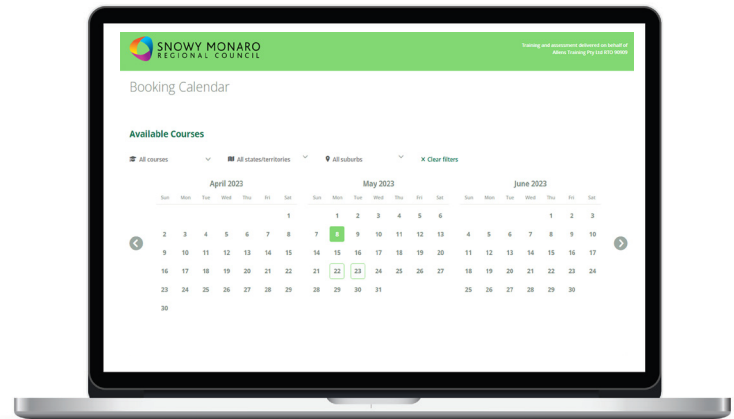 SNOWY MONARO
REGIONAL COUNCIL
Training and assessment delivered on behalf of
Allens Training Pty Ltd RTO 90909
Booking Calendar
Available Courses
All courses All states/territories All suburbs x Clear filters
April 2023 May 2023 June 2023
Sun Mon Tue Wed Thu Fri Sat Sun Mon Tue Wed Thu Fri Sat Sun Mon Tue Wed Thu Fri Sat
1 1 2 3 4 5 6 1 2 3
2 3 4 5 6 7 8 7 8 9 10 11 12 13 4 5 6 7 8 9 10
9 10 11 12 13 14 15 14 15 16 17 18 19 20 11 12 13 14 15 16 17
16 17 18 19 20 21 22 21 22 23 24 25 26 27 18 19 20 21 22 23 24
23 24 25 26 27 28 29 28 29 30 31 25 26 27 28 29 30
30